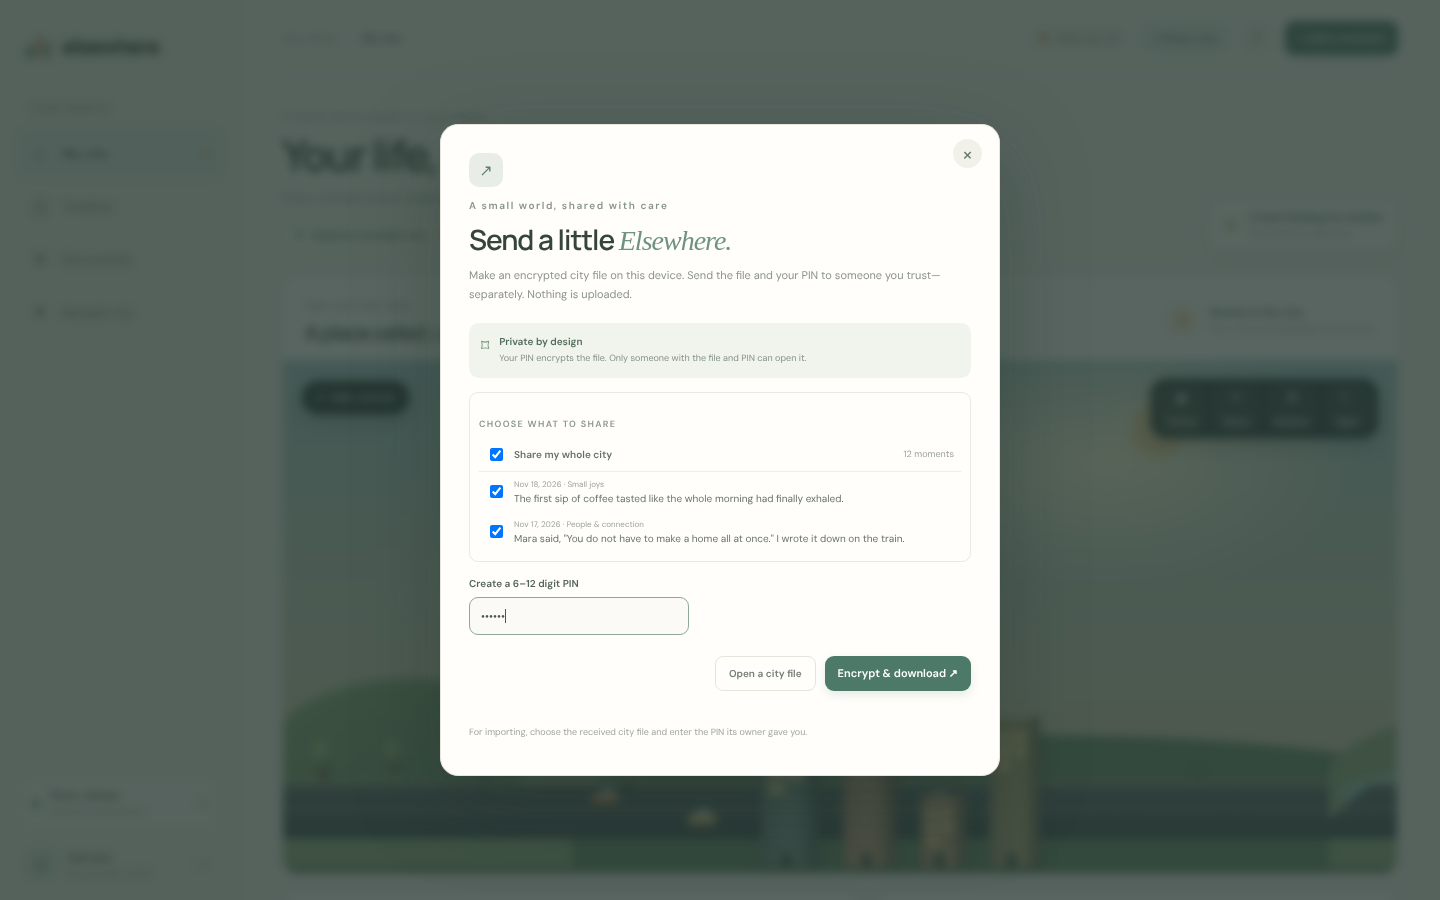 elsewhere
Your life,
A small world, shared with care
Send a little Elsewhere.
Make an encrypted city file on this device. Send the file and your PIN to someone you trust—
separately. Nothing is uploaded.
Private by design
Your PIN encrypts the file. Only someone with the file and PIN can open it.
CHOOSE WHAT TO SHARE
Share my whole city 12 moments
Nov 18, 2026 · Small joys
The first sip of coffee tasted like the whole morning had finally exhaled.
Nov 17, 2026 · People & connection
Mara said, "You do not have to make a home all at once." I wrote it down on the train.
Create a 6–12 digit PIN
••••••
Open a city file
Encrypt & download ↗
For importing, choose the received city file and enter the PIN its owner gave you.